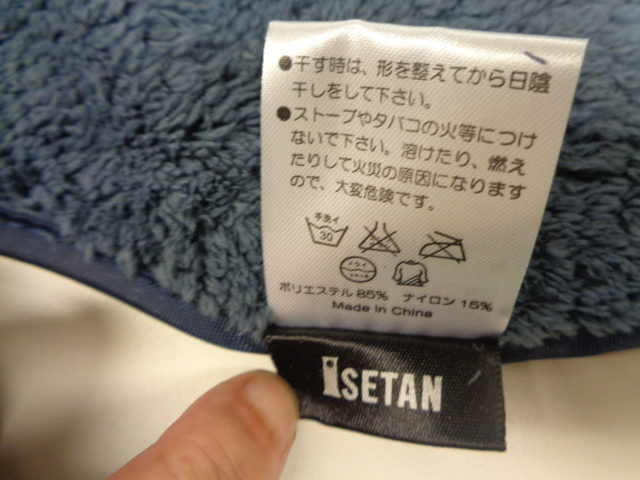 ●干す時は、形を整えてから日陰
干しをして下さい。
●ストーブやタバコの火等につけ
ないで下さい。溶けたり、燃え
たりして火災の原因になります
ので、大変危険です。
手洗イ
30
ドライ
ポリエステル 85% ナイロン 15%
Made in China
ISETAN